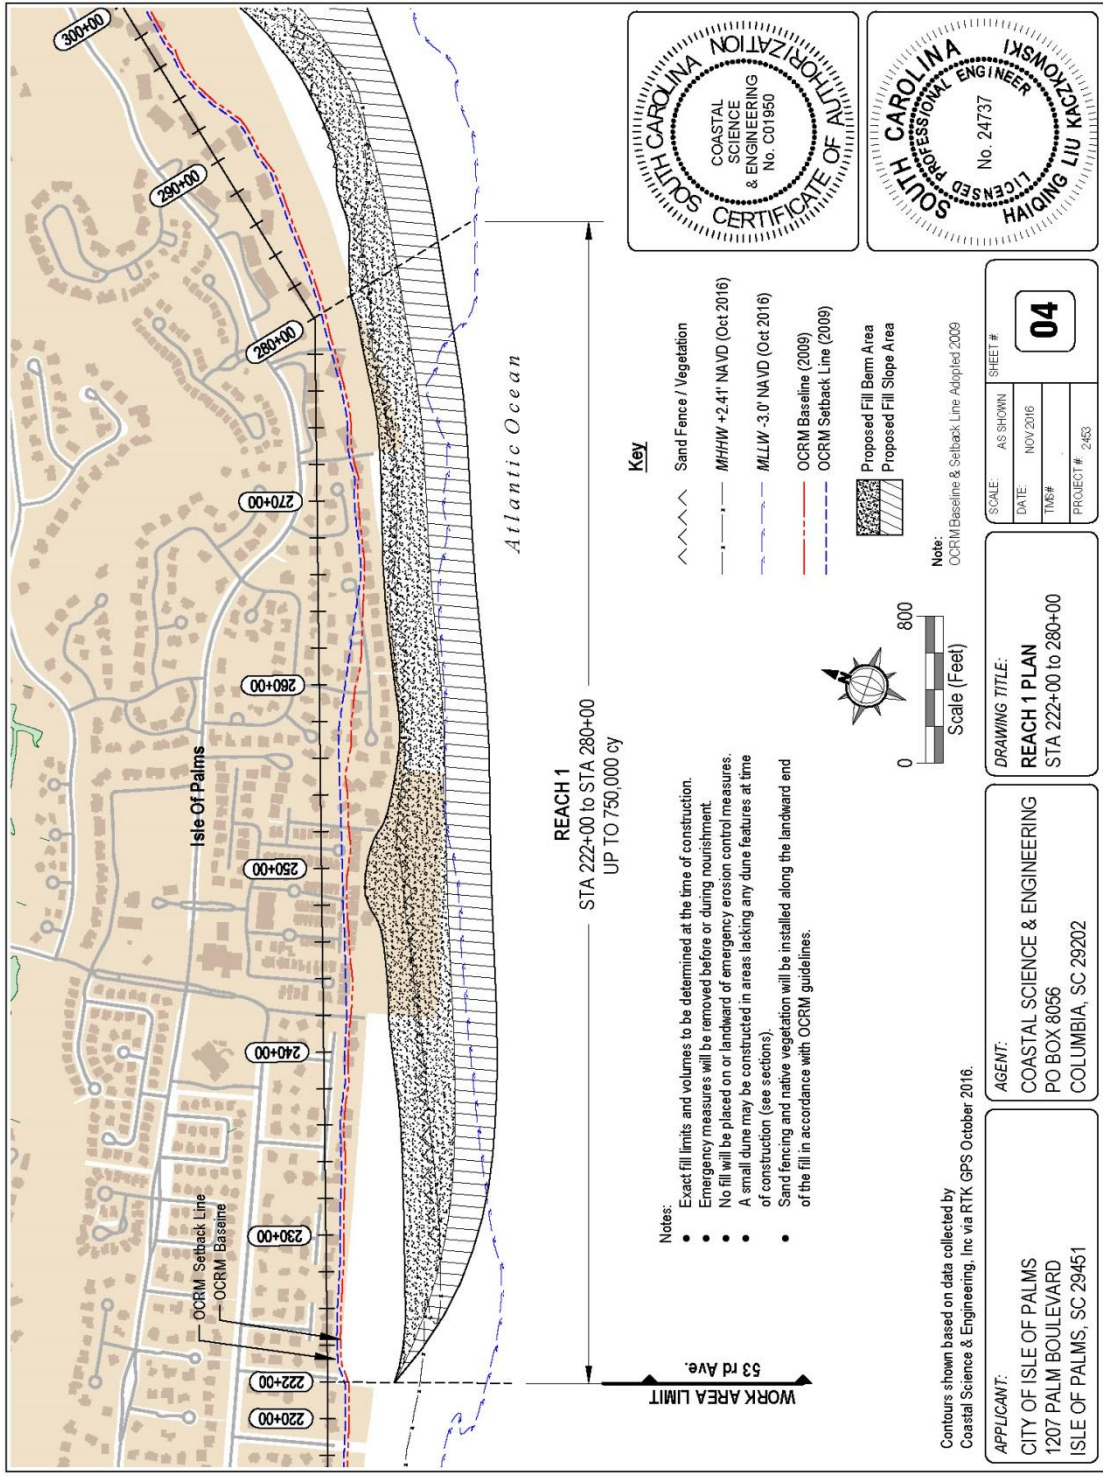 300+00
290+00
280+00
270+00
260+00
250+00
240+00
230+00
222+00
220+00
Isle Of Palms
OCRM Setback Line
OCRM Baseine
Atlantic Ocean
REACH 1
STA 222+00 to STA 280+00
UP TO 750,000 cy
WORK AREA LIMIT
53 rd Ave.
Notes:
• Exact fill limits and volumes to be determined at the time of construction.
• Emergency measures will be removed before or during nourishment.
• No fill will be placed on or landward of emergency erosion control measures.
• A small dune may be constructed in areas lacking any dune features at time
of construction (see sections).
• Sand fencing and native vegetation will be installed along the landward end
of the fill in accordance with OCRM guidelines.
Key
Sand Fence / Vegetation
MHHW +2.41' NAVD (Oct 2016)
MLLW -3.0' NAVD (Oct 2016)
OCRM Baseline (2009)
OCRM Setback Line (2009)
Proposed Fill Berm Area
Proposed Fill Slope Area
N
0 800
Scale (Feet)
Note:
OCRM Baseline & Setback Line Adopted 2009
SOUTH CAROLINA
CERTIFICATE OF AUTHORIZATION
COASTAL
SCIENCE
& ENGINEERING
No. C01950
SOUTH CAROLINA
LICENSED PROFESSIONAL ENGINEER
No. 24737
HAIQING LIU KACZKOWSKI
Contours shown based on data collected by
Coastal Science & Engineering, Inc via RTK GPS October 2016.
APPLICANT:
CITY OF ISLE OF PALMS
1207 PALM BOULEVARD
ISLE OF PALMS, SC 29451
AGENT:
COASTAL SCIENCE & ENGINEERING
PO BOX 8056
COLUMBIA, SC 29202
DRAWING TITLE:
REACH 1 PLAN
STA 222+00 to 280+00
SCALE: AS SHOWN
DATE: NOV 2016
TMS#
PROJECT #: 2453
SHEET #:
04